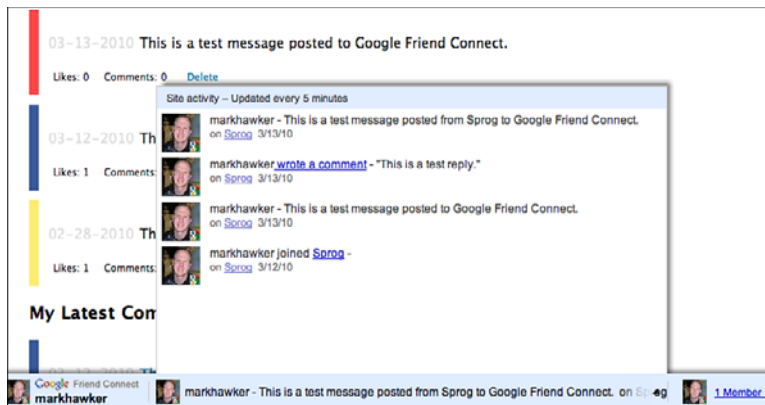 03-13-2010 This is a test message posted to Google Friend Connect.
Likes: 0 Comments: 0 Delete
Site activity – Updated every 5 minutes
markhawker - This is a test message posted from Sprog to Google Friend Connect.
on Sprog 3/13/10
03-12-2010 Th
markhawker wrote a comment - "This is a test reply."
on Sprog 3/13/10
Likes: 1 Comments:
markhawker - This is a test message posted to Google Friend Connect.
on Sprog 3/13/10
02-28-2010 Th
markhawker joined Sprog -
on Sprog 3/12/10
Likes: 1 Comments:
My Latest Com
Google Friend Connect
markhawker
markhawker - This is a test message posted from Sprog to Google Friend Connect. on
1 Member